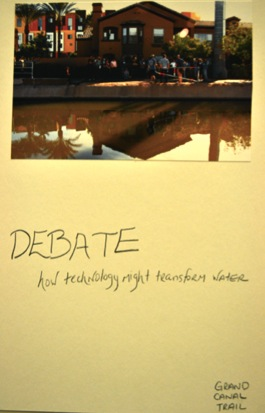 DEBATE
how technology might transform WATER
GRAND
CANAL
TRAIL